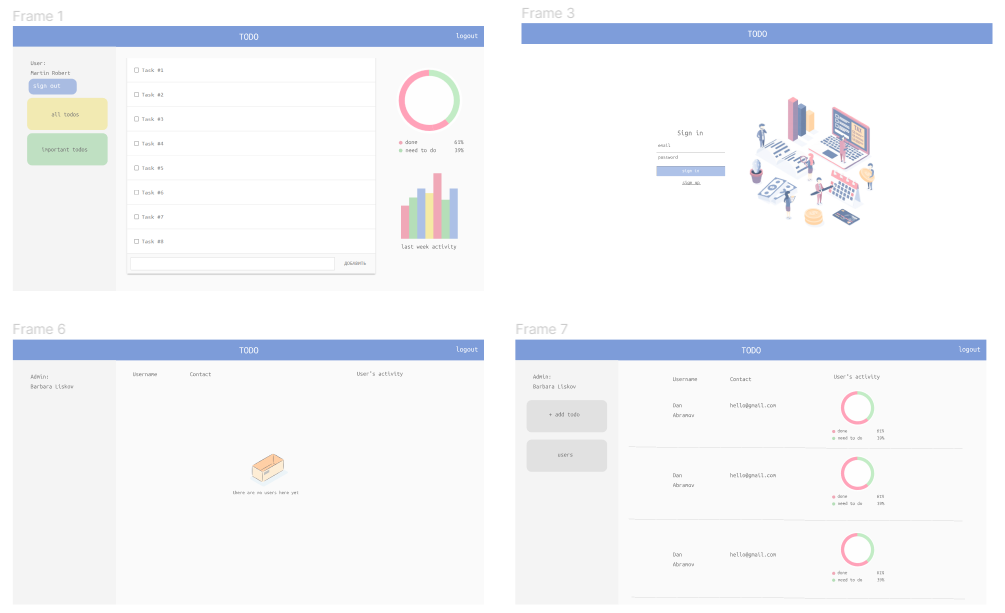 Frame 1
TODO
logout
User:
Martin Robert
sign out
all todos
important todos
Task #1
Task #2
Task #3
Task #4
Task #5
Task #6
Task #7
Task #8
ДОБАВИТЬ
done 61%
need to do 39%
last week activity
Frame 3
TODO
Sign in
email
password
sign in
sign up
Frame 6
TODO
logout
Admin:
Barbara Liskov
Username Contact User's activity
there are no users here yet
Frame 7
TODO
logout
Admin:
Barbara Liskov
+ add todo
users
Username Contact User's activity
Dan
Abramov
hello@gmail.com
done 61%
need to do 39%
Dan
Abramov
hello@gmail.com
done 61%
need to do 39%
Dan
Abramov
hello@gmail.com
done 61%
need to do 39%